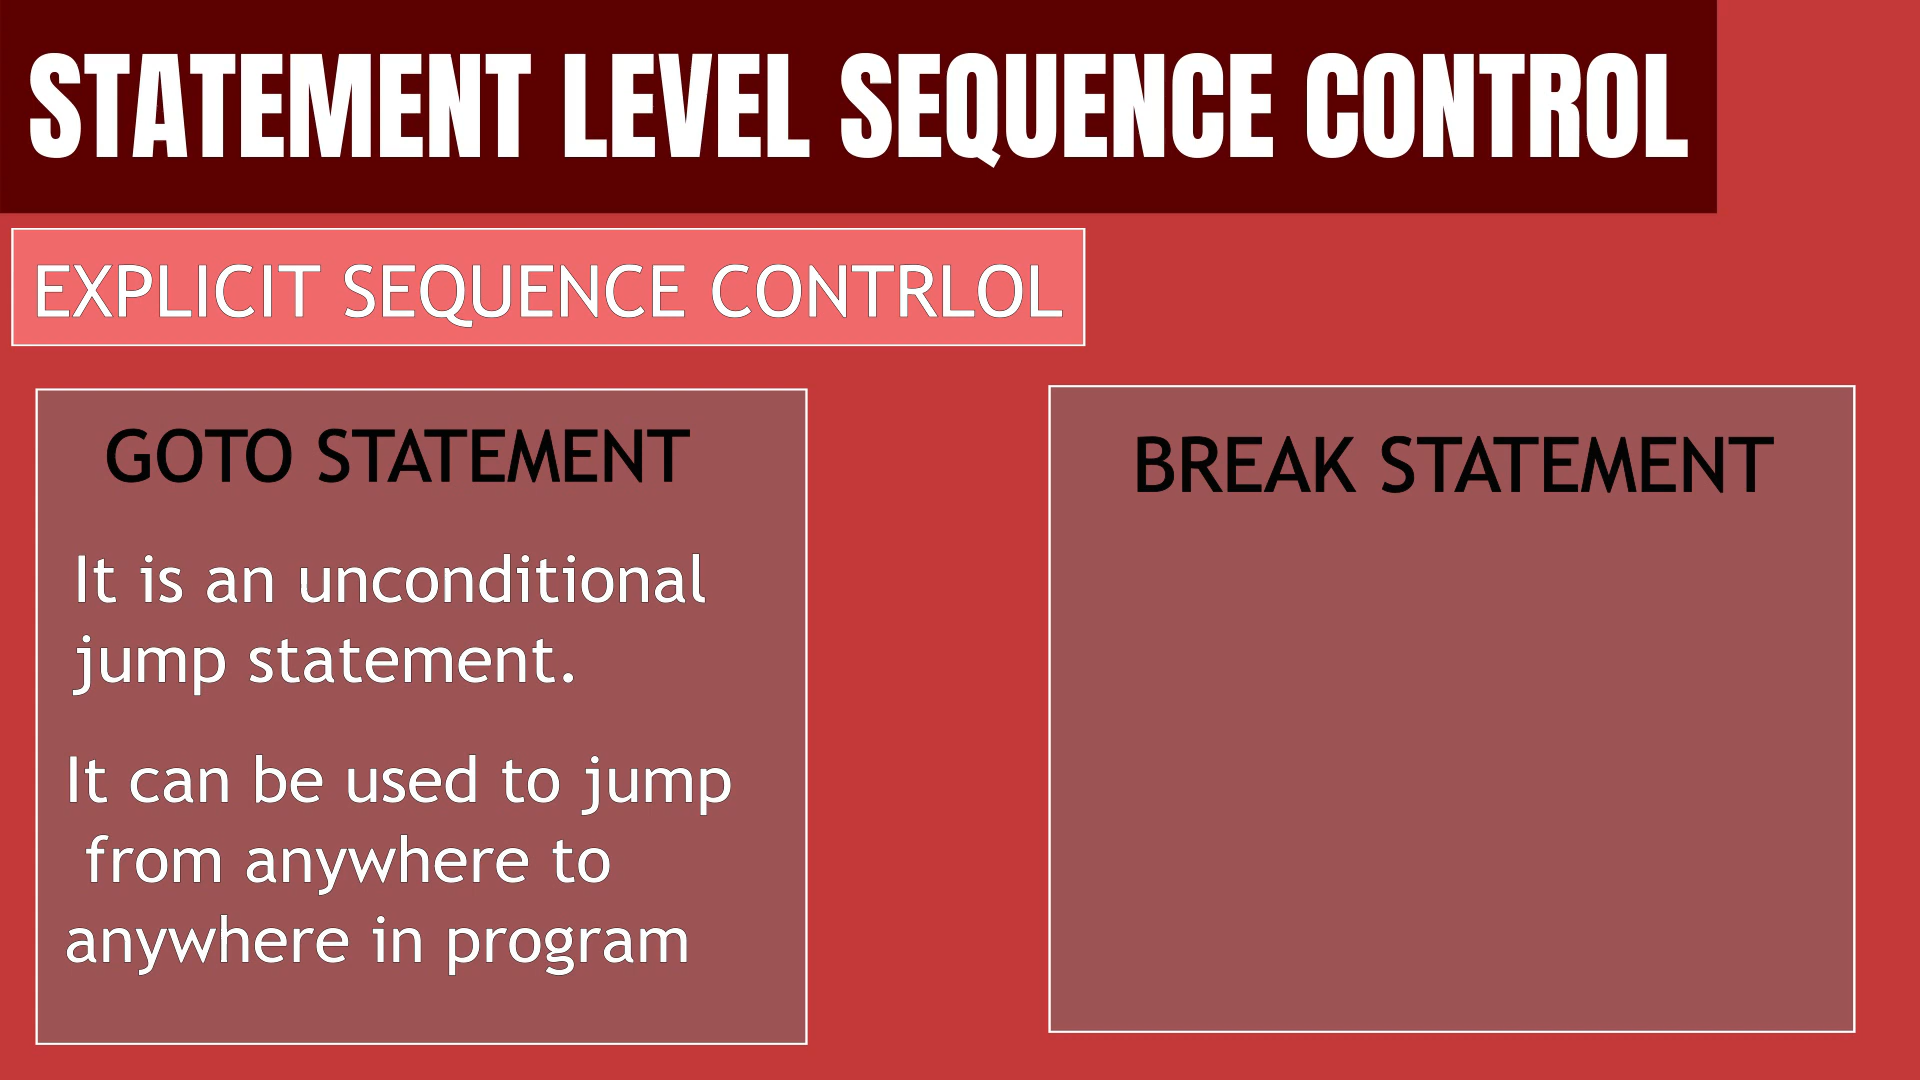 STATEMENT LEVEL SEQUENCE CONTROL
EXPLICIT SEQUENCE CONTRLOL
GOTO STATEMENT
It is an unconditional
jump statement.
It can be used to jump
from anywhere to
anywhere in program
BREAK STATEMENT